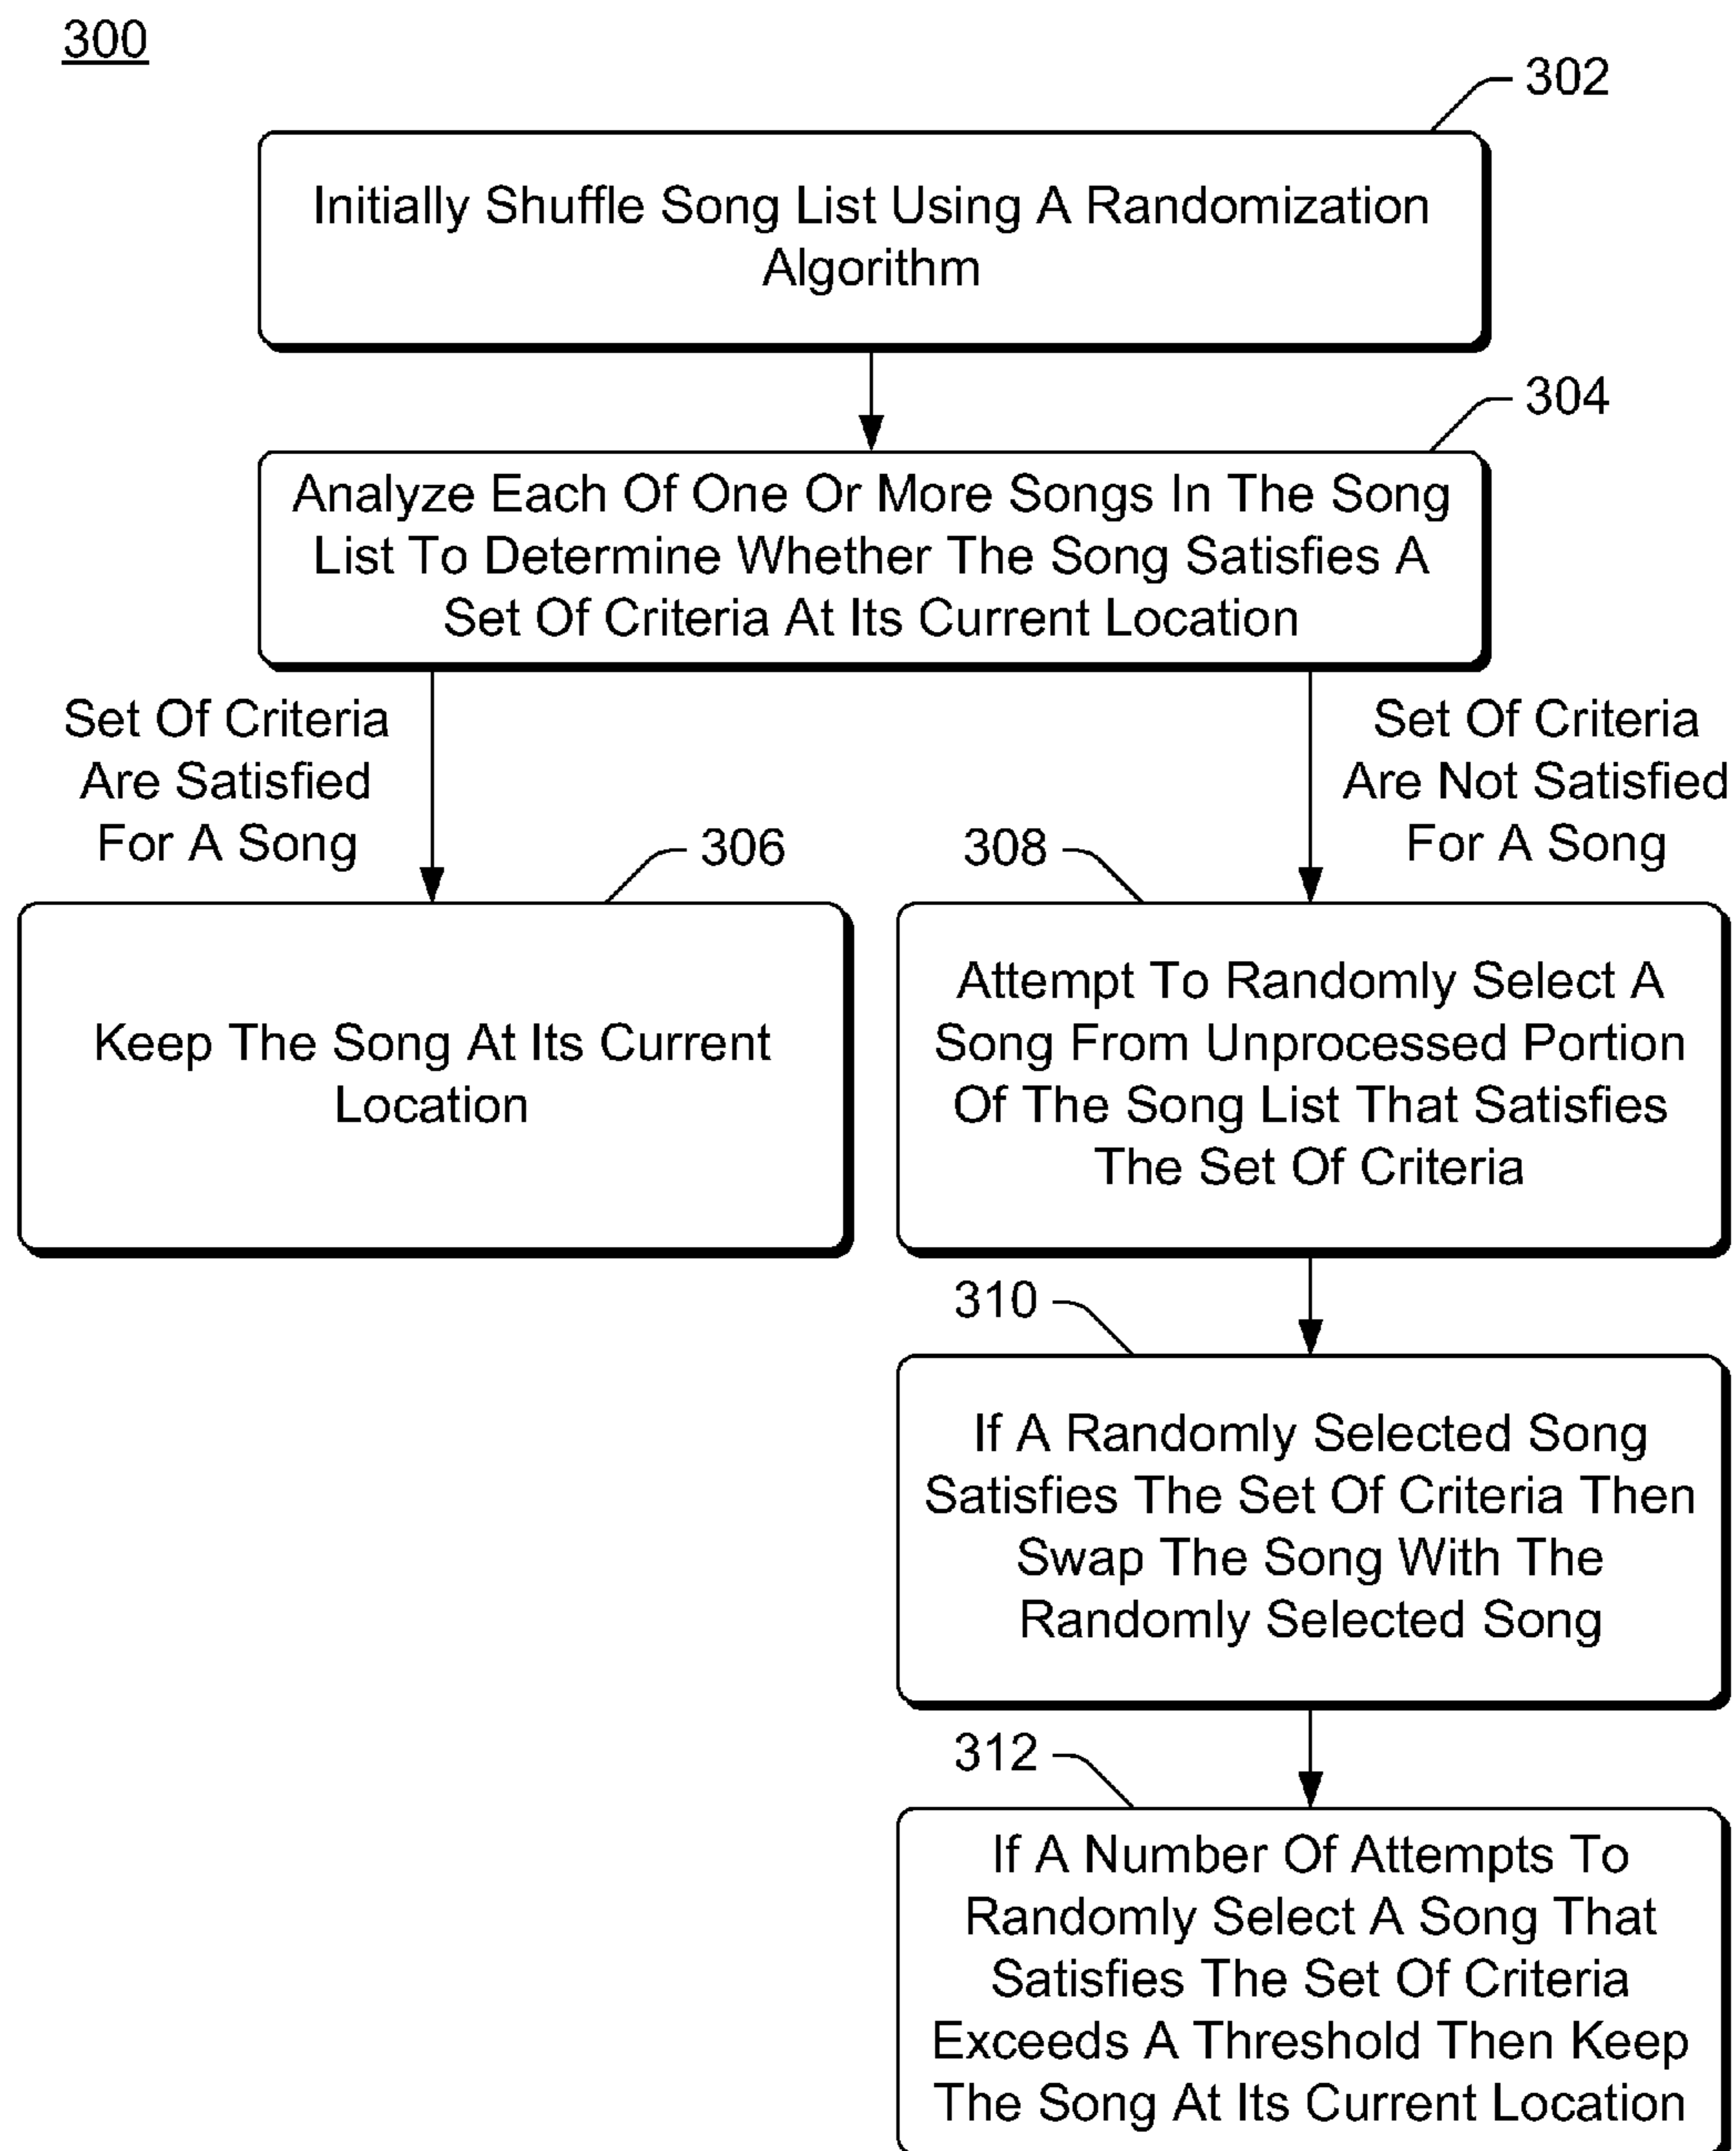 300
302
Initially Shuffle Song List Using A Randomization
Algorithm
304
Analyze Each Of One Or More Songs In The Song
List To Determine Whether The Song Satisfies A
Set Of Criteria At Its Current Location
Set Of Criteria
Are Satisfied
For A Song
Set Of Criteria
Are Not Satisfied
For A Song
306
308
Keep The Song At Its Current
Location
Attempt To Randomly Select A
Song From Unprocessed Portion
Of The Song List That Satisfies
The Set Of Criteria
310
If A Randomly Selected Song
Satisfies The Set Of Criteria Then
Swap The Song With The
Randomly Selected Song
312
If A Number Of Attempts To
Randomly Select A Song That
Satisfies The Set Of Criteria
Exceeds A Threshold Then Keep
The Song At Its Current Location